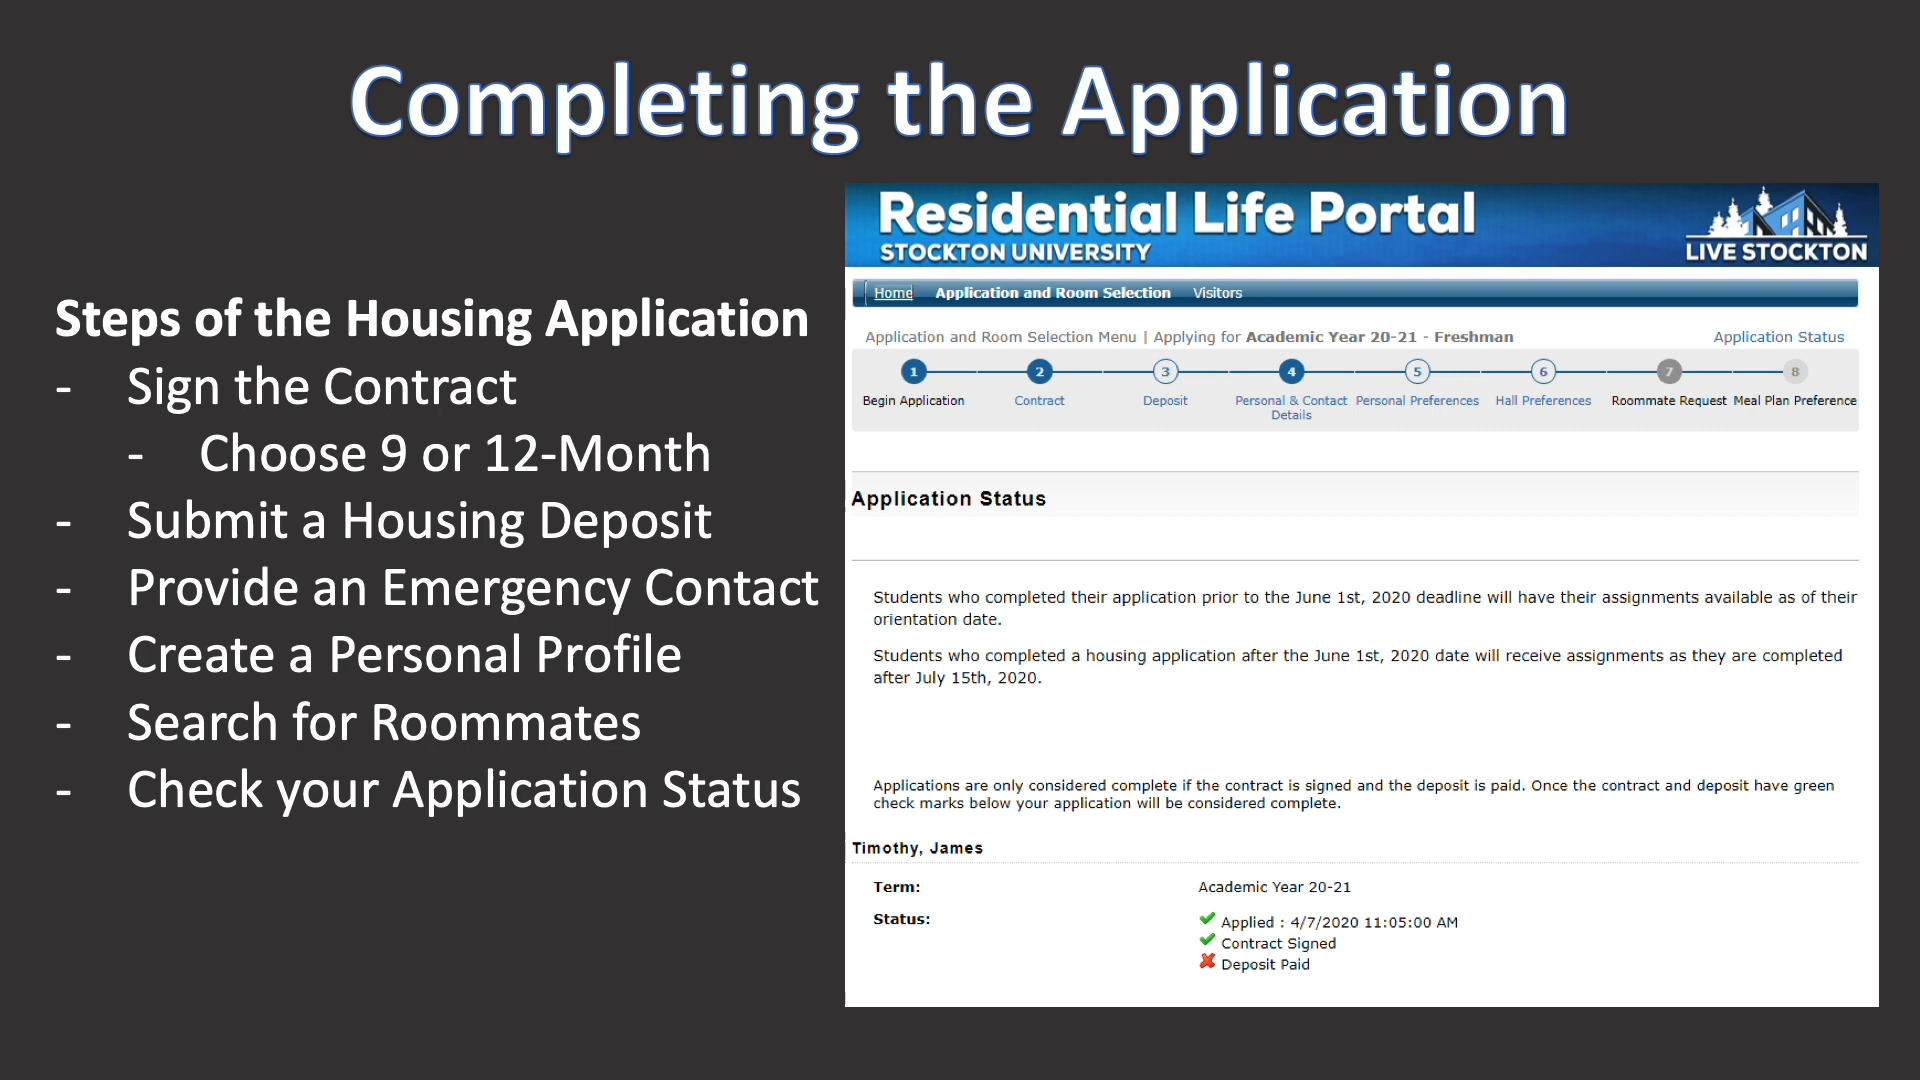 Completing the Application
Steps of the Housing Application
- Sign the Contract
- Choose 9 or 12-Month
- Submit a Housing Deposit
- Provide an Emergency Contact
- Create a Personal Profile
- Search for Roommates
- Check your Application Status
Residential Life Portal
STOCKTON UNIVERSITY
LIVE STOCKTON
Home Application and Room Selection Visitors
Application and Room Selection Menu | Applying for Academic Year 20-21 - Freshman Application Status
1 2 3 4 5 6 7 8
Begin Application Contract Deposit Personal & Contact Personal Preferences Hall Preferences Roommate Request Meal Plan Preference
Details
Application Status
Students who completed their application prior to the June 1st, 2020 deadline will have their assignments available as of their
orientation date.
Students who completed a housing application after the June 1st, 2020 date will receive assignments as they are completed
after July 15th, 2020.
Applications are only considered complete if the contract is signed and the deposit is paid. Once the contract and deposit have green
check marks below your application will be considered complete.
Timothy, James
Term: Academic Year 20-21
Status: Applied : 4/7/2020 11:05:00 AM
Contract Signed
Deposit Paid